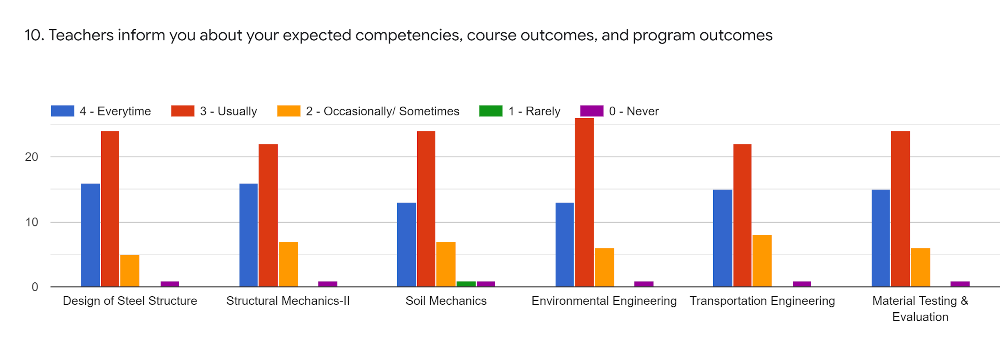 10. Teachers inform you about your expected competencies, course outcomes, and program outcomes
4 - Everytime 3 - Usually 2 - Occasionally/ Sometimes 1 - Rarely 0 - Never
20
10
0
Design of Steel Structure Structural Mechanics-II Soil Mechanics Environmental Engineering Transportation Engineering Material Testing &
Evaluation